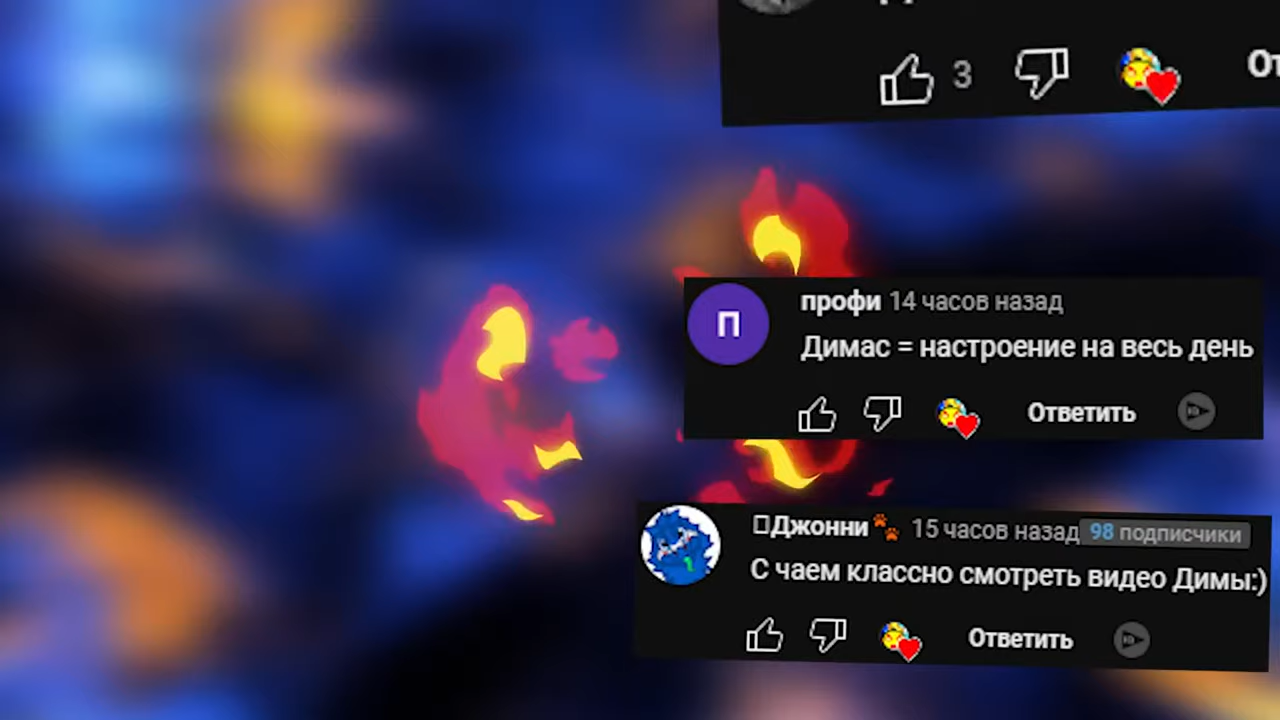 3
От
профи 14 часов назад
П
Димас = настроение на весь день
Ответить
Джонни 15 часов назад 98 подписчики
С чаем классно смотреть видео Димы:)
Ответить